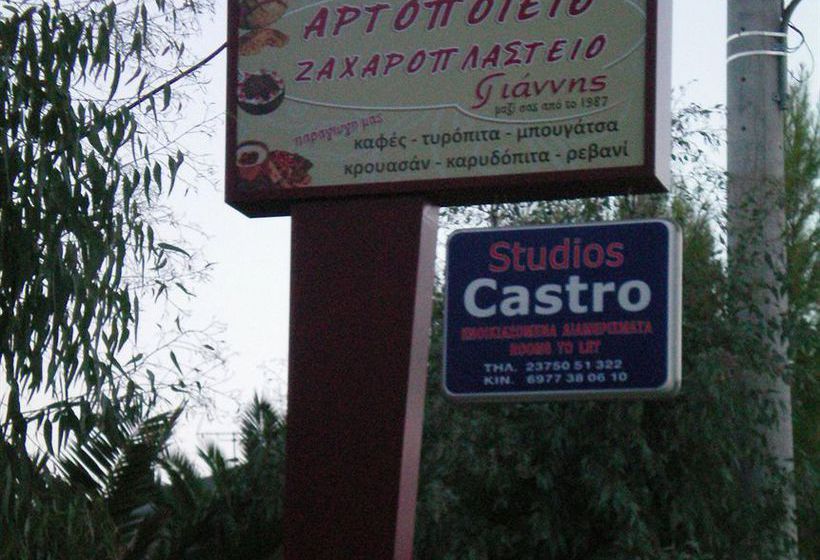 ΑΡΤΟΠΟΙΕΙΟ
ΖΑΧΑΡΟΠΛΑΣΤΕΙΟ
Γιάννης
μαζί σας από το 1987
παραγωγή μας
καφές - τυρόπιτα - μπουγάτσα
κρουασάν - καρυδόπιτα - ρεβανί
Studios
Castro
ΕΝΟΙΚΙΑΖΟΜΕΝΑ ΔΙΑΜΕΡΙΣΜΑΤΑ
ROOMS TO LET
ΤΗΛ. 23750 51 322
ΚΙΝ. 6977 38 06 10